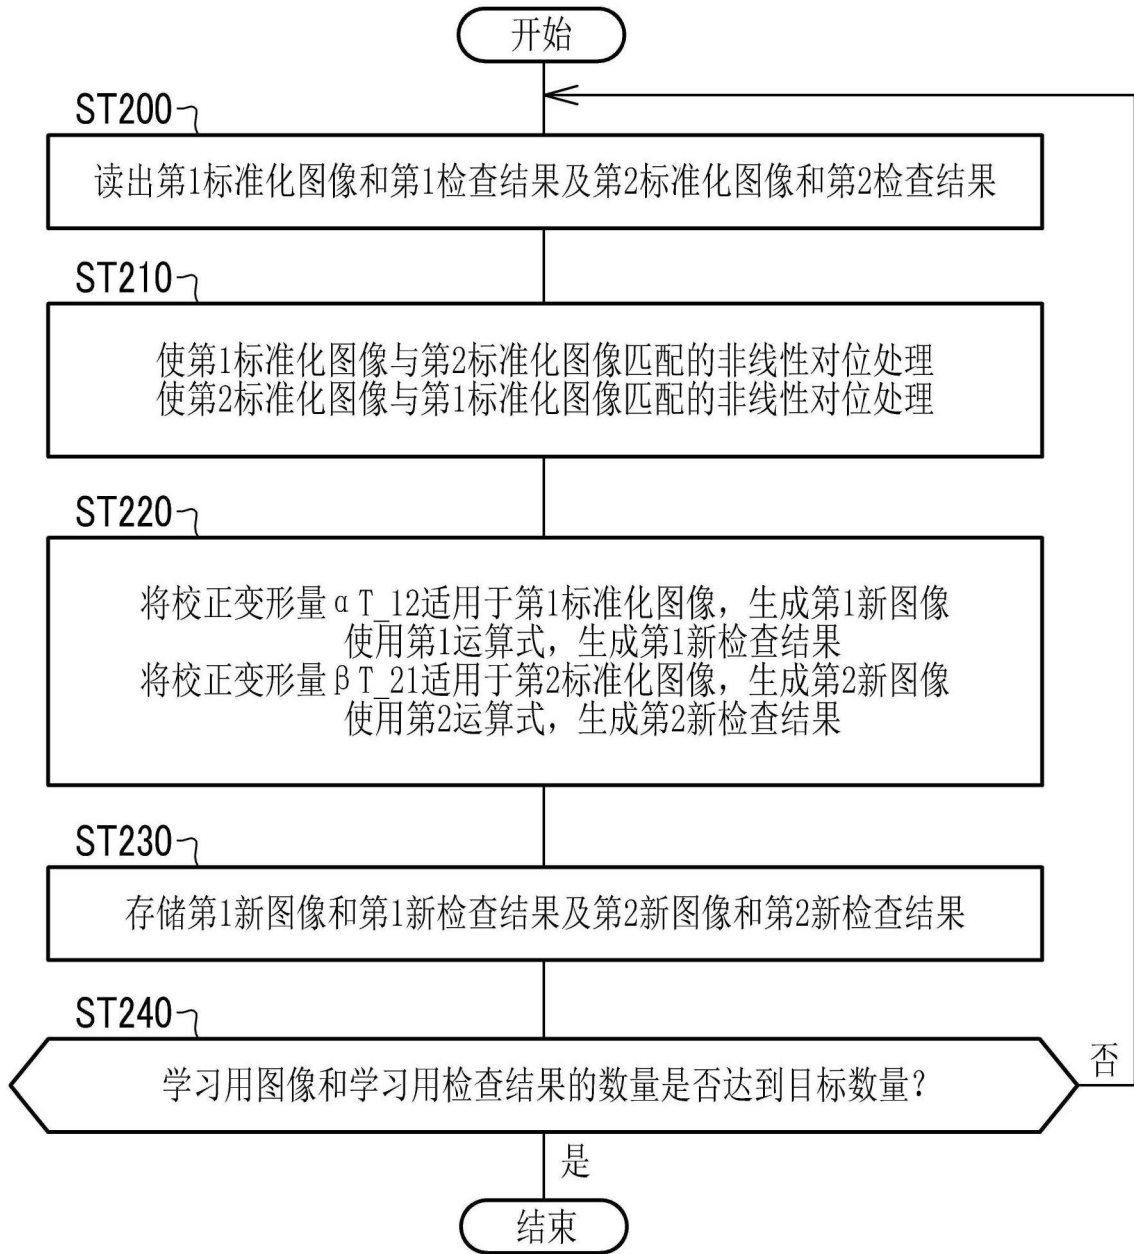 开始
ST200
读出第1标准化图像和第1检查结果及第2标准化图像和第2检查结果
ST210
使第1标准化图像与第2标准化图像匹配的非线性对位处理
使第2标准化图像与第1标准化图像匹配的非线性对位处理
ST220
将校正变形量αT_12适用于第1标准化图像，生成第1新图像
使用第1运算式，生成第1新检查结果
将校正变形量βT_21适用于第2标准化图像，生成第2新图像
使用第2运算式，生成第2新检查结果
ST230
存储第1新图像和第1新检查结果及第2新图像和第2新检查结果
ST240
学习用图像和学习用检查结果的数量是否达到目标数量？
否
是
结束